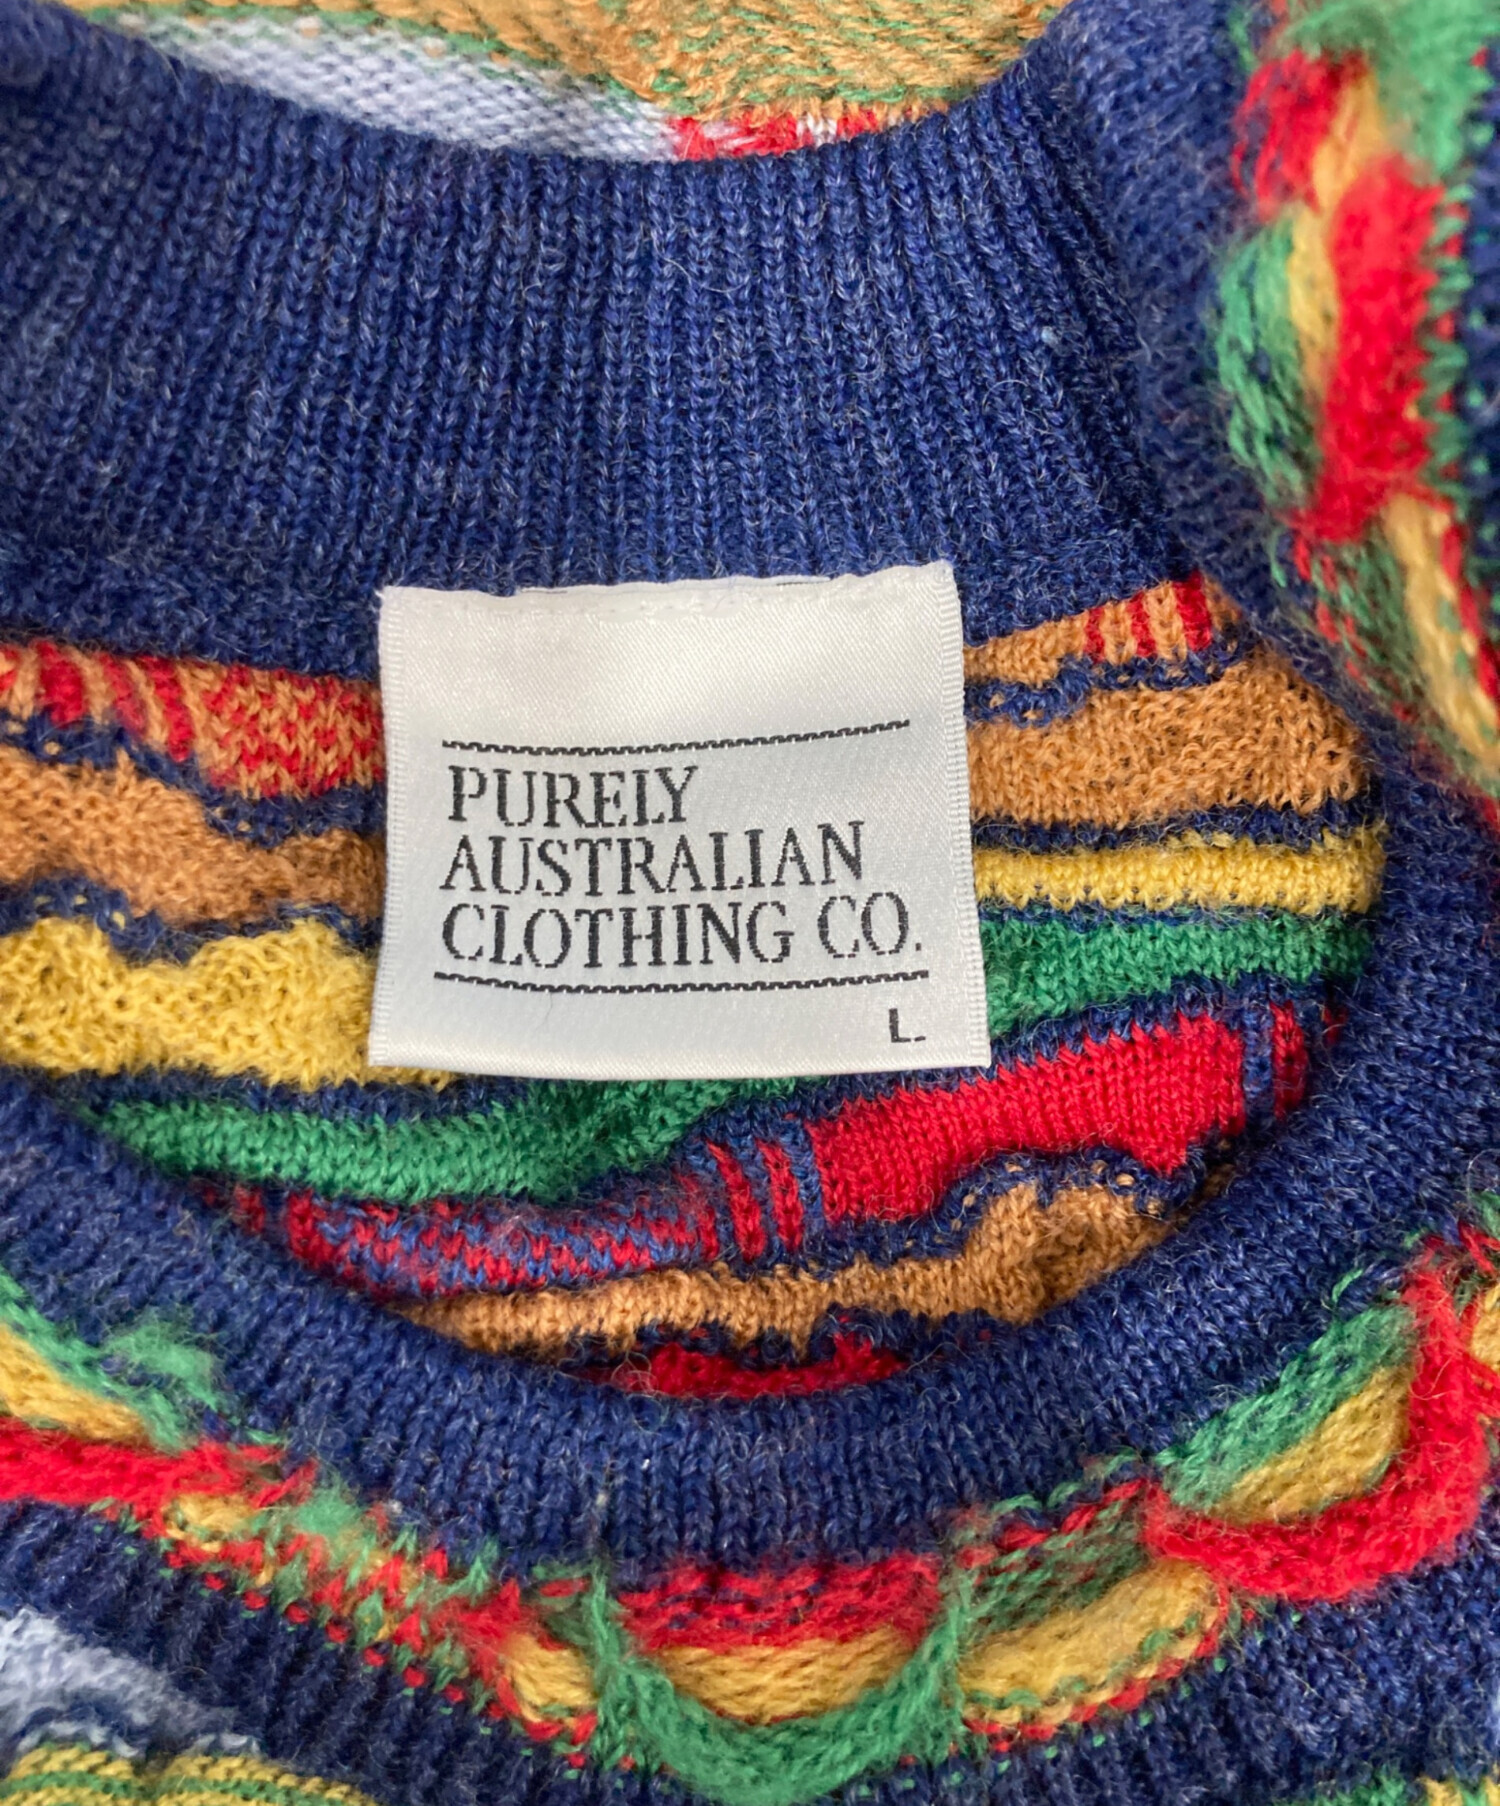 PURELY
AUSTRALIAN
CLOTHING CO.
L.